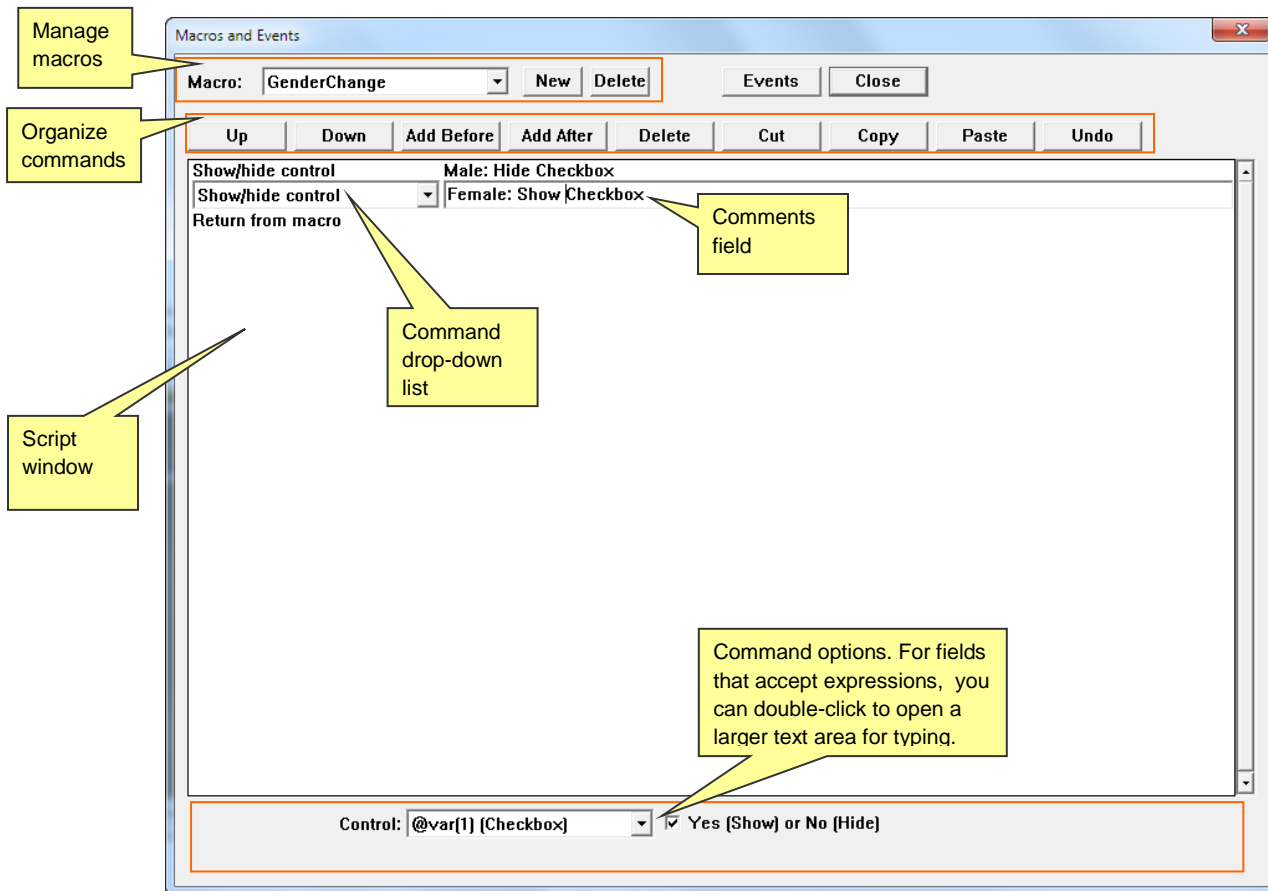 Manage
macros
Macros and Events
Macro: GenderChange New Delete Events Close
Organize
commands
Up Down Add Before Add After Delete Cut Copy Paste Undo
Show/hide control Male: Hide Checkbox
Show/hide control Female: Show Checkbox
Return from macro
Comments
field
Command
drop-down
list
Script
window
Command options. For fields
that accept expressions, you
can double-click to open a
larger text area for typing.
Control: @var(1) (Checkbox) Yes (Show) or No (Hide)